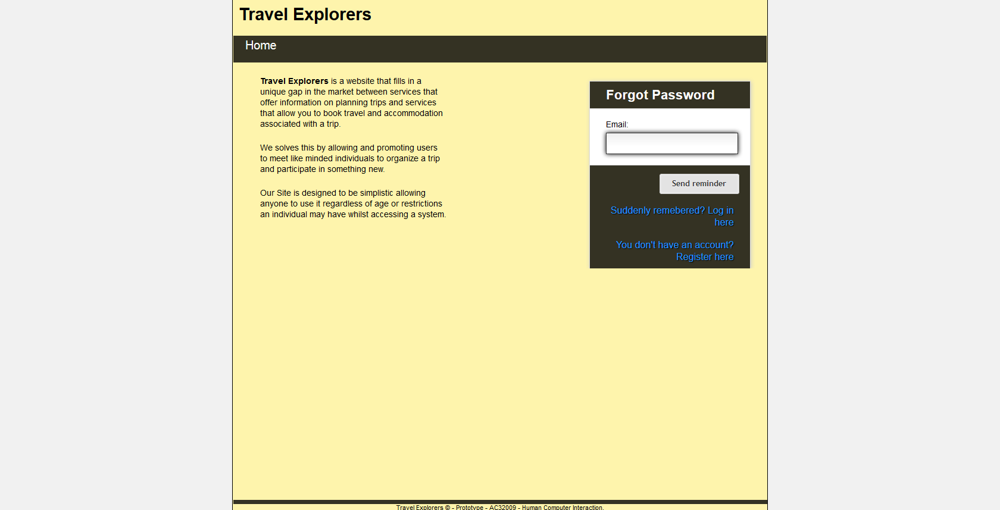 Travel Explorers
Home
Travel Explorers is a website that fills in a
unique gap in the market between services that
offer information on planning trips and services
that allow you to book travel and accommodation
associated with a trip.
We solves this by allowing and promoting users
to meet like minded individuals to organize a trip
and participate in something new.
Our Site is designed to be simplistic allowing
anyone to use it regardless of age or restrictions
an individual may have whilst accessing a system.
Forgot Password
Email:
Send reminder
Suddenly remebered? Log in
here
You don't have an account?
Register here
Travel Explorers © - Prototype - AC32009 - Human Computer Interaction.